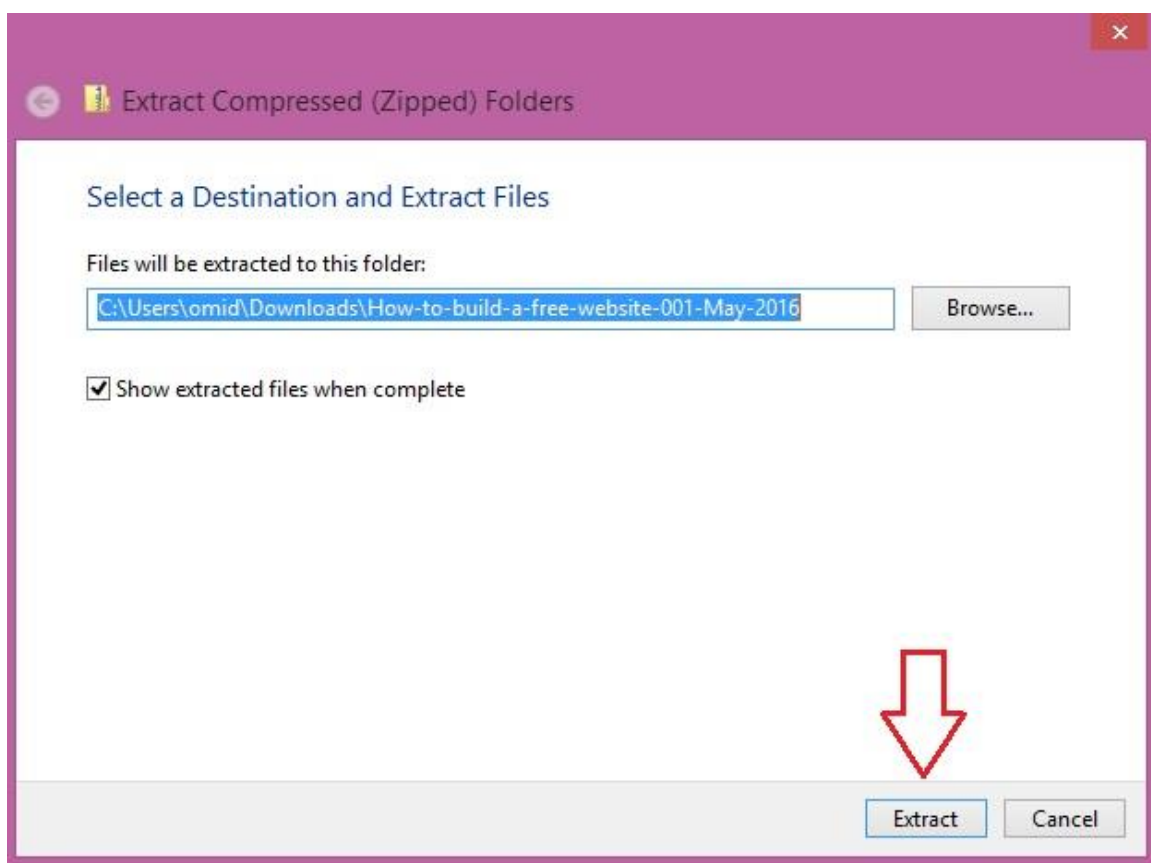 Extract Compressed (Zipped) Folders
Select a Destination and Extract Files
Files will be extracted to this folder:
C:\Users\omid\Downloads\How-to-build-a-free-website-001-May-2016
Browse...
Show extracted files when complete
Extract
Cancel